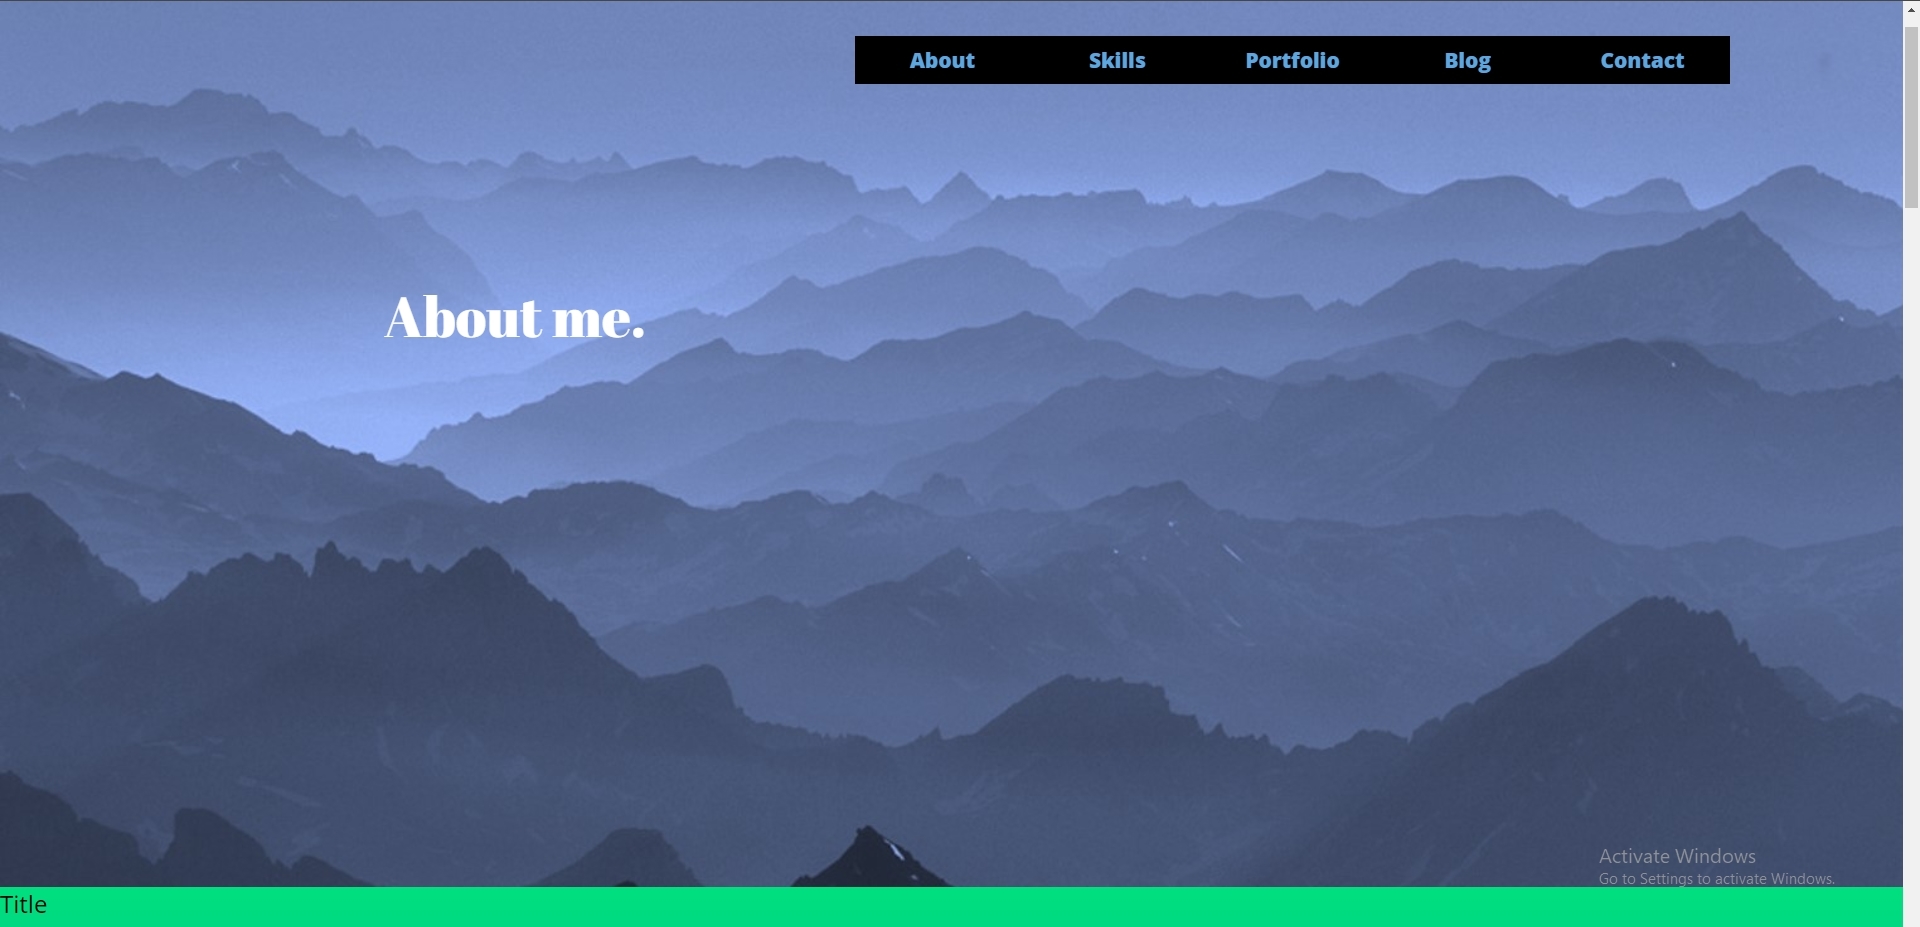 About Skills Portfolio Blog Contact
About me.
Activate Windows
Go to Settings to activate Windows.
Title